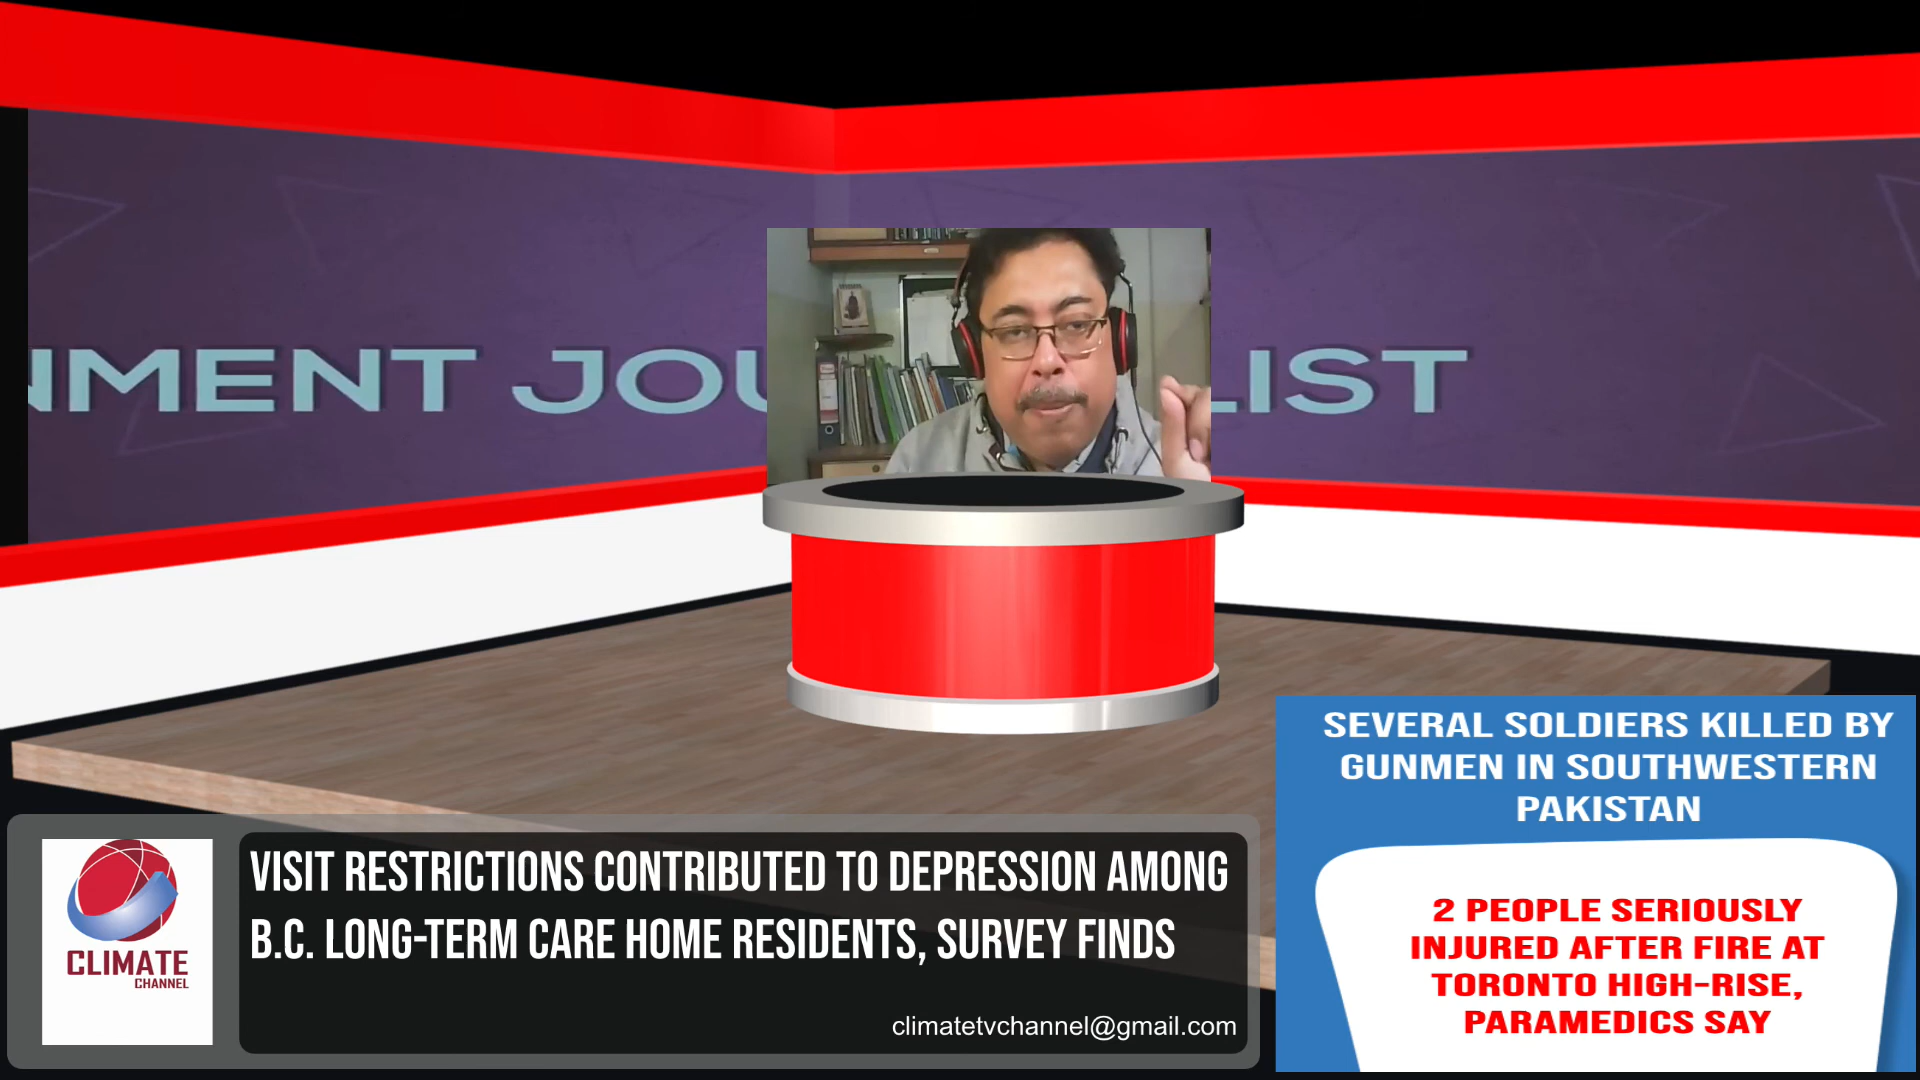 NMENT JOU LIST
SEVERAL SOLDIERS KILLED BY
GUNMEN IN SOUTHWESTERN
PAKISTAN
2 PEOPLE SERIOUSLY
INJURED AFTER FIRE AT
TORONTO HIGH-RISE,
PARAMEDICS SAY
VISIT RESTRICTIONS CONTRIBUTED TO DEPRESSION AMONG
B.C. LONG-TERM CARE HOME RESIDENTS, SURVEY FINDS
climatetvchannel@gmail.com
CLIMATE
CHANNEL